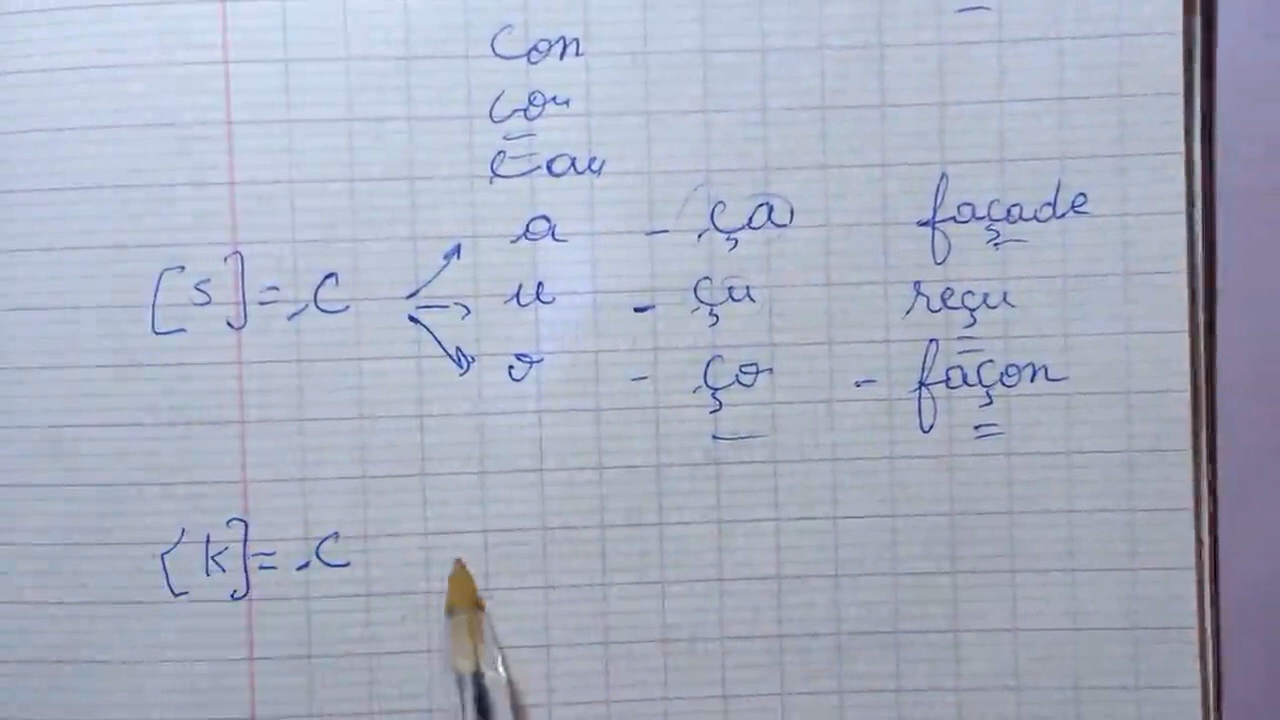 Con
Cou
Cau
a - ça façade
[s] = C u - çu reçu
o - ço - façon
[k] = C